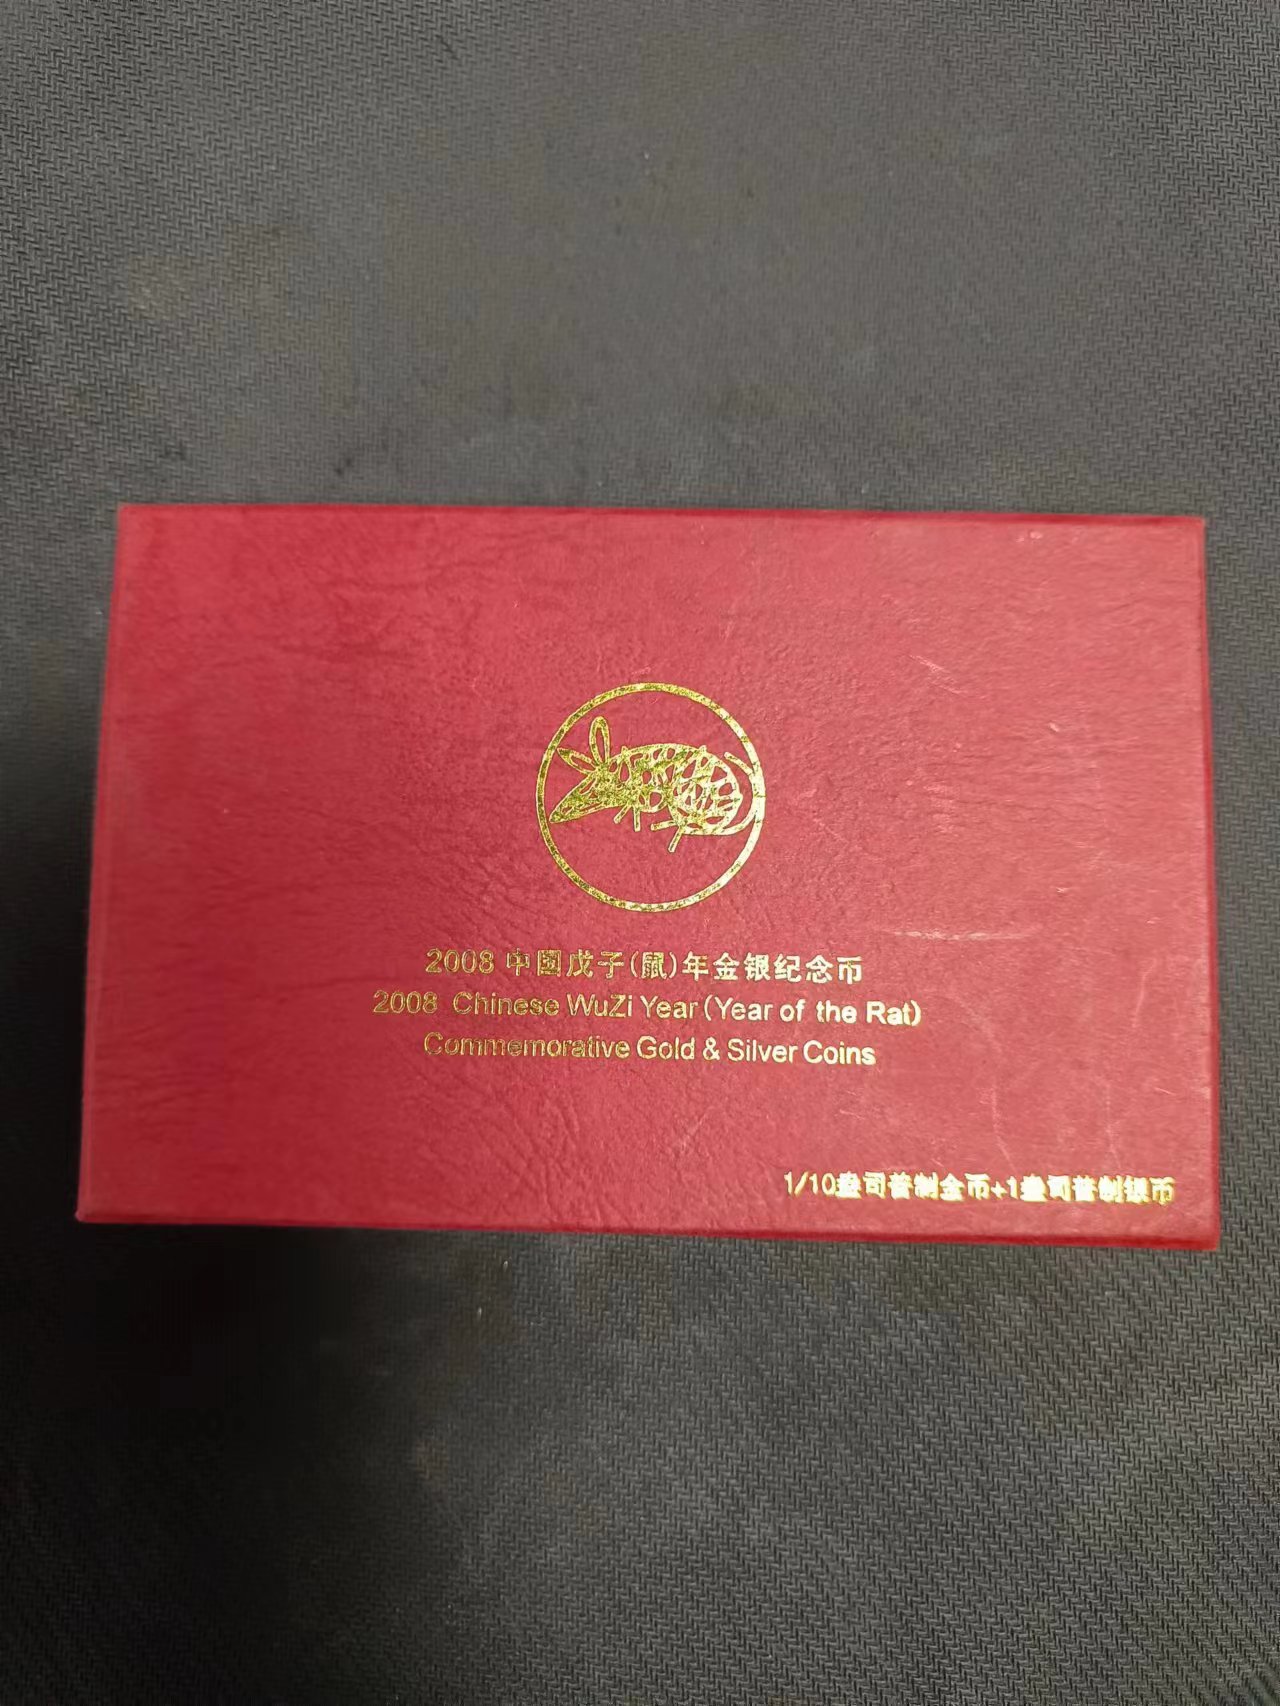 2008 中國戊子(鼠)年金银纪念币
2008 Chinese WuZi Year (Year of the Rat)
Commemorative Gold & Silver Coins
1/10盎司普制金币+1盎司普制银币